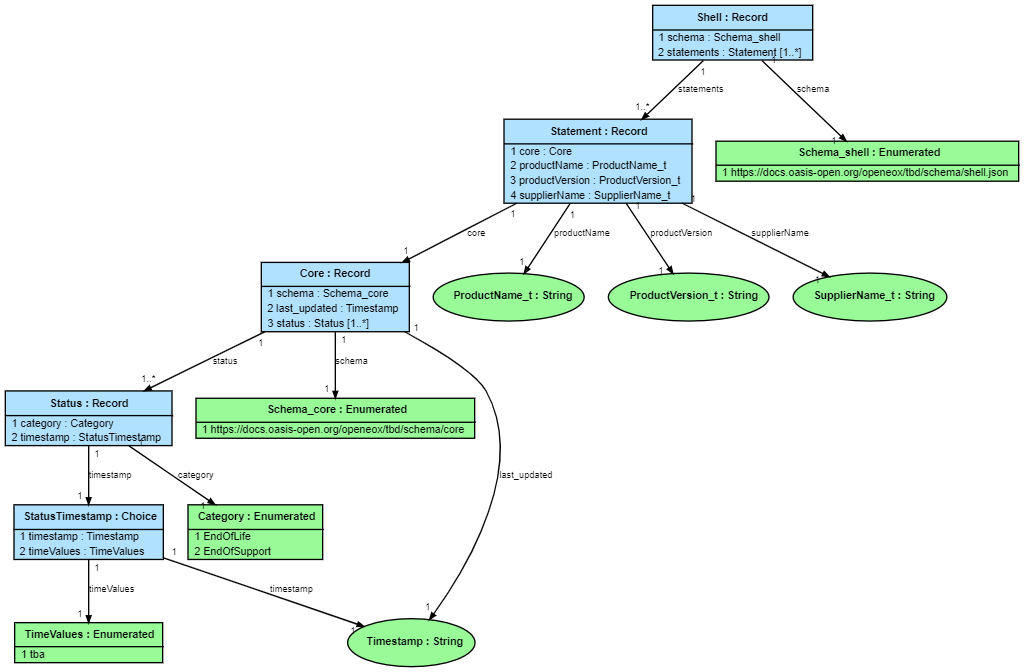 Shell : Record
1 schema : Schema_shell
2 statements : Statement [1..*]
1
1
statements
schema
1..*
1
Statement : Record
1 core : Core
2 productName : ProductName_t
3 productVersion : ProductVersion_t
4 supplierName : SupplierName_t
Schema_shell : Enumerated
1 https://docs.oasis-open.org/openeox/tbd/schema/shell.json
1
1
1
1
core
productName
productVersion
supplierName
1
1
1
1
Core : Record
1 schema : Schema_core
2 last_updated : Timestamp
3 status : Status [1..*]
ProductName_t : String
ProductVersion_t : String
SupplierName_t : String
1
1
1
status
schema
1..*
1
Status : Record
1 category : Category
2 timestamp : StatusTimestamp
Schema_core : Enumerated
1 https://docs.oasis-open.org/openeox/tbd/schema/core
1
1
timestamp
category
last_updated
1
1
StatusTimestamp : Choice
1 timestamp : Timestamp
2 timeValues : TimeValues
Category : Enumerated
1 EndOfLife
2 EndOfSupport
1
1
timeValues
timestamp
1
1
1
TimeValues : Enumerated
1 tba
Timestamp : String